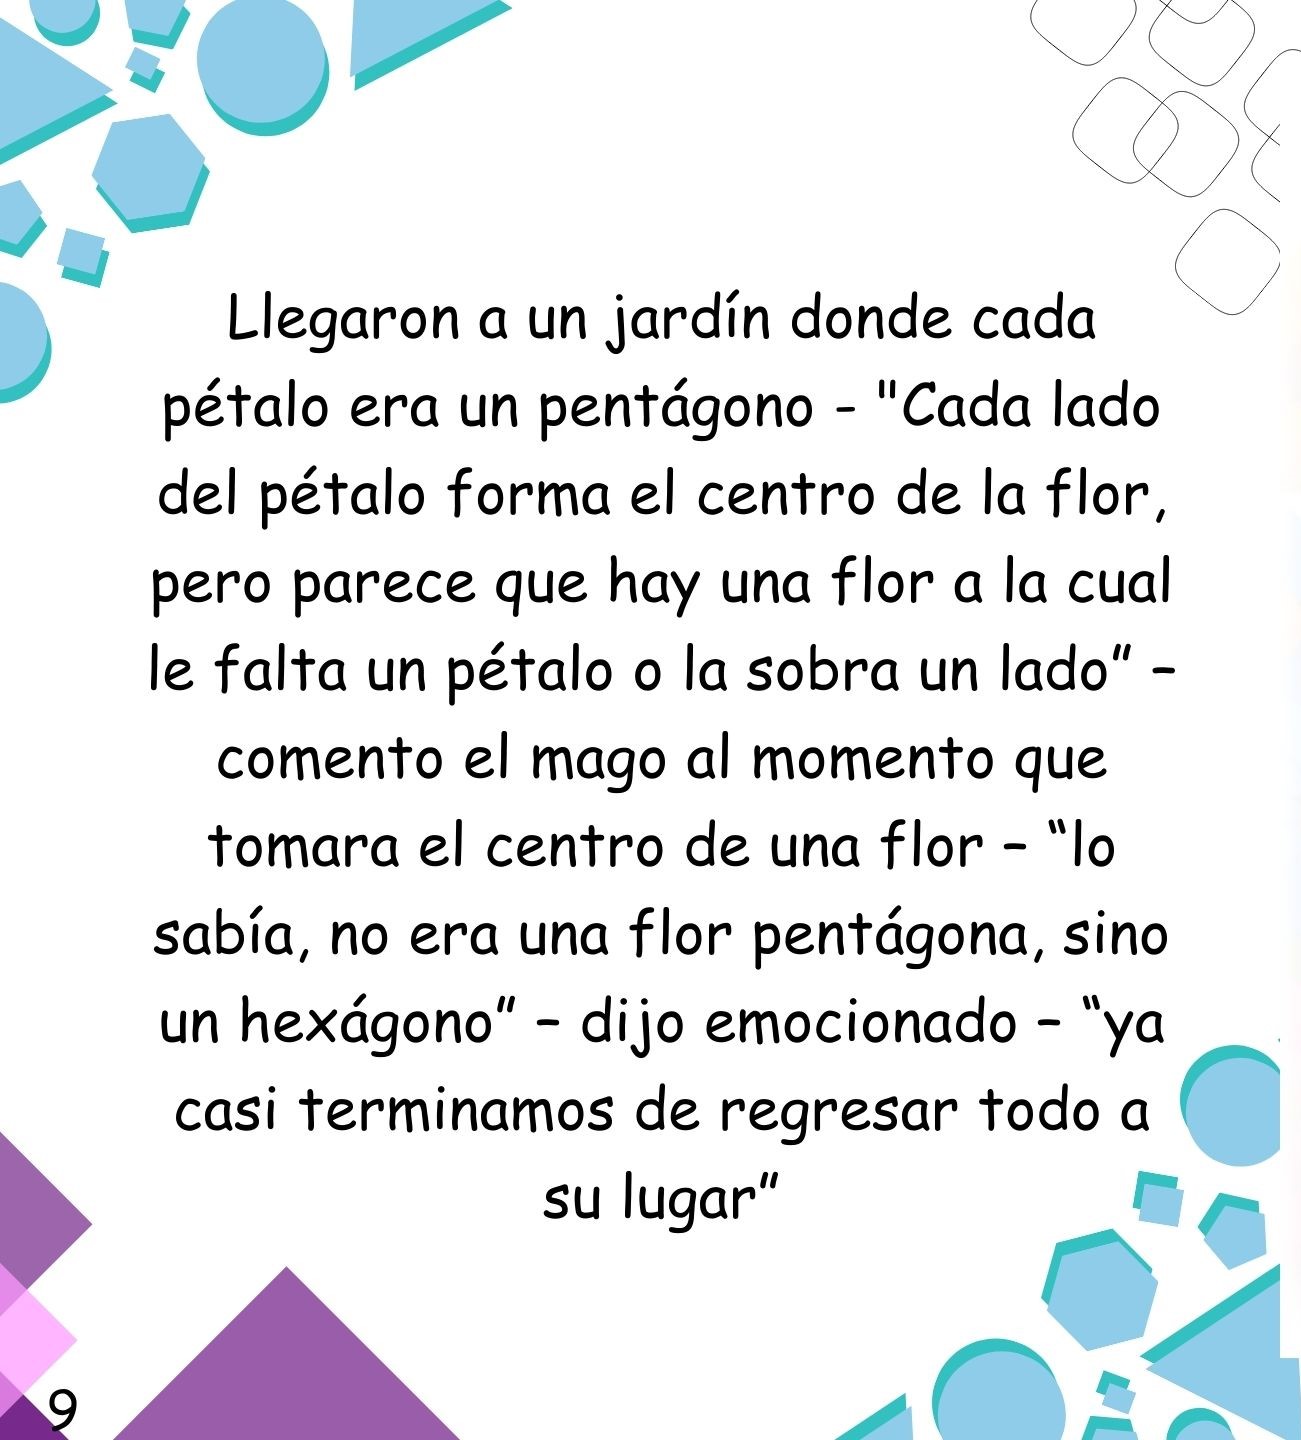 Llegaron a un jardín donde cada
pétalo era un pentágono - "Cada lado
del pétalo forma el centro de la flor,
pero parece que hay una flor a la cual
le falta un pétalo o la sobra un lado” –
comento el mago al momento que
tomara el centro de una flor – “lo
sabía, no era una flor pentágona, sino
un hexágono” – dijo emocionado – “ya
casi terminamos de regresar todo a
su lugar”
9